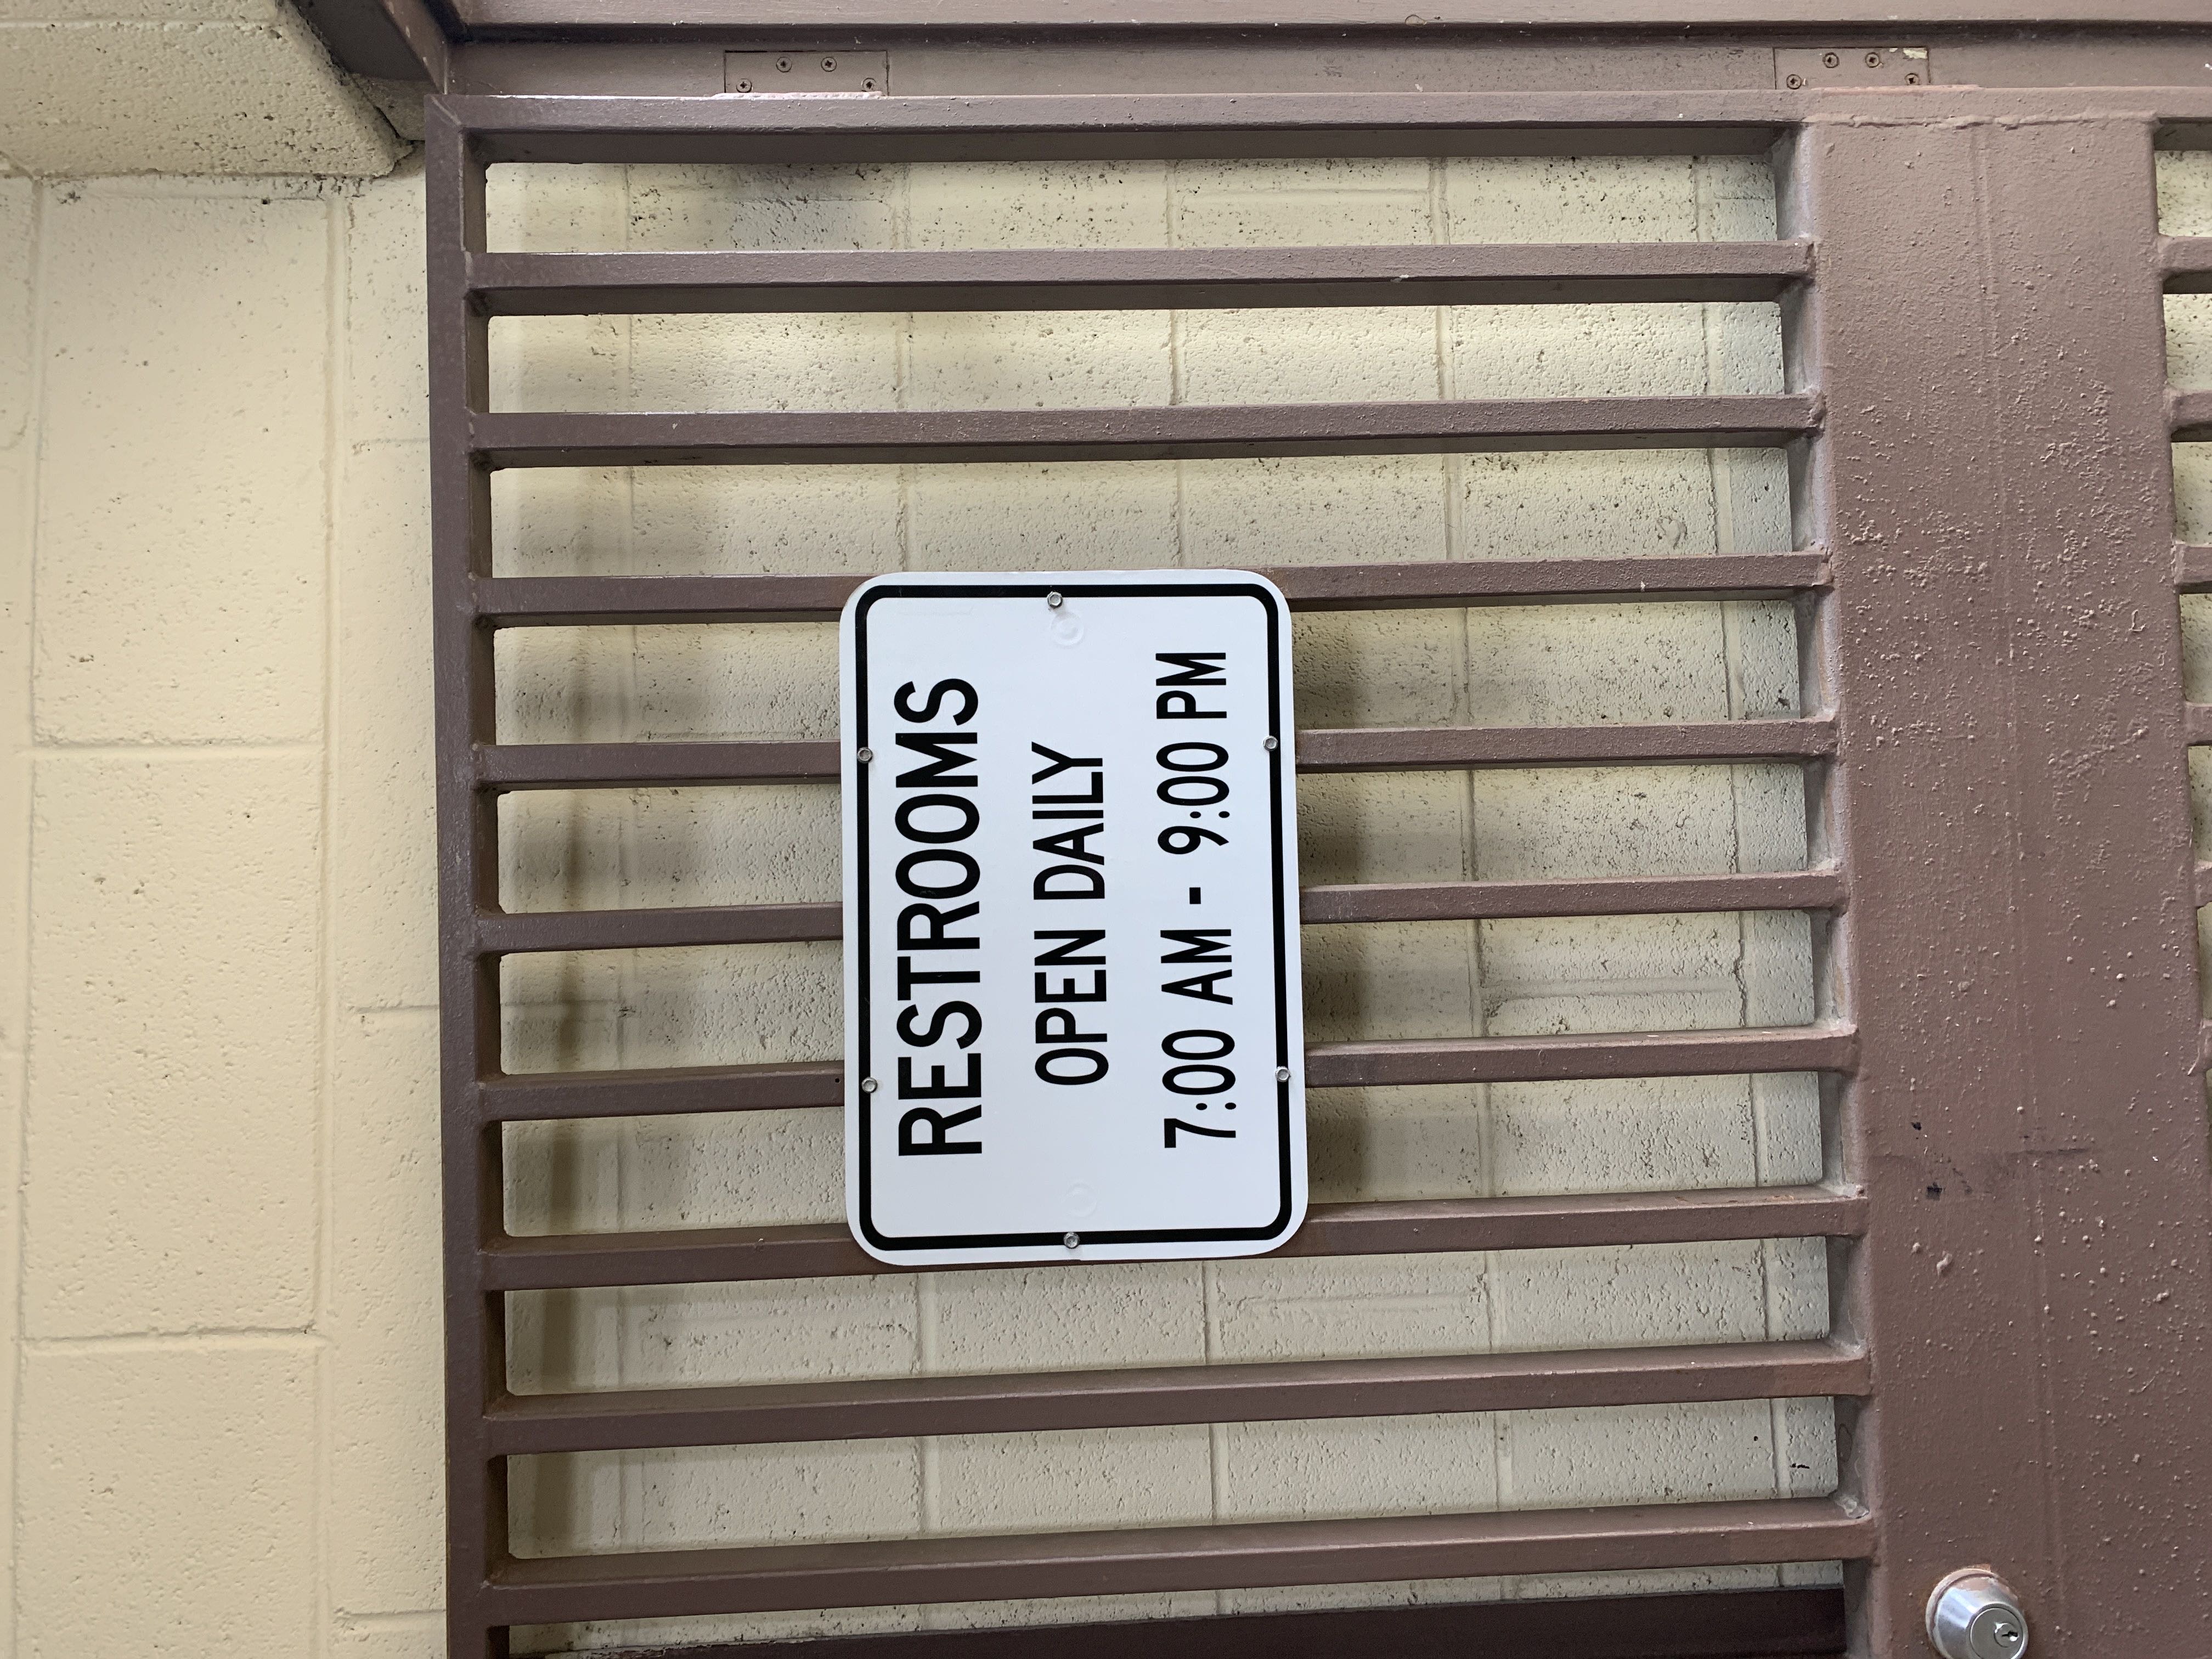 RESTROOMS
OPEN DAILY
7:00 AM - 9:00 PM